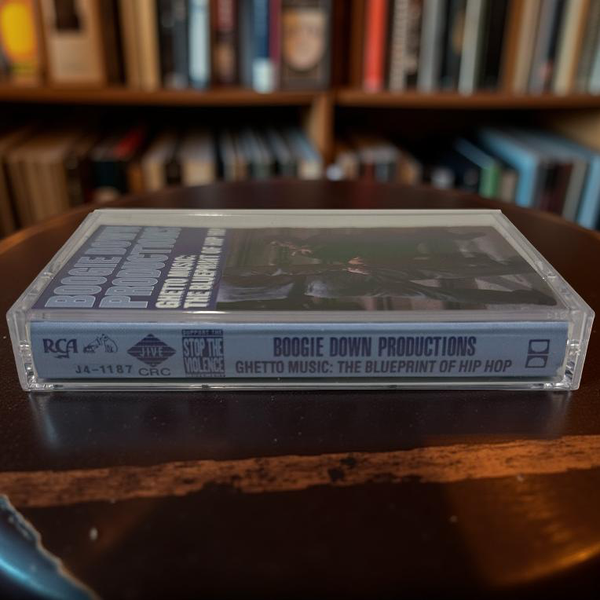 BOOGIE DOWN
PRODUCTIONS
GHETTO MUSIC:
THE BLUEPRINT OF HIP HOP
RCA
JIVE
J4-1187 CRC
SUPPORT THE
STOP THE
VIOLENCE
BOOGIE DOWN PRODUCTIONS
GHETTO MUSIC: THE BLUEPRINT OF HIP HOP